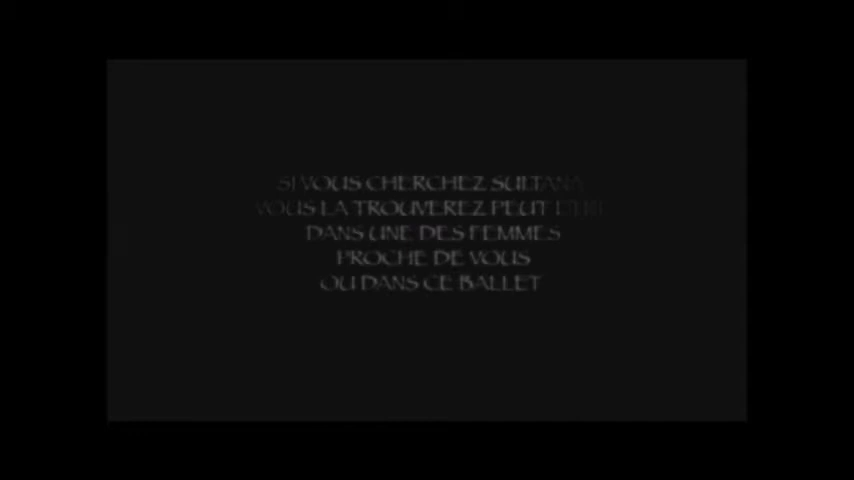 SI VOUS CHERCHEZ SULTANA
VOUS LA TROUVEREZ PEUT ETRE
DANS UNE DES FEMMES
PROCHE DE VOUS
OU DANS CE BALLET